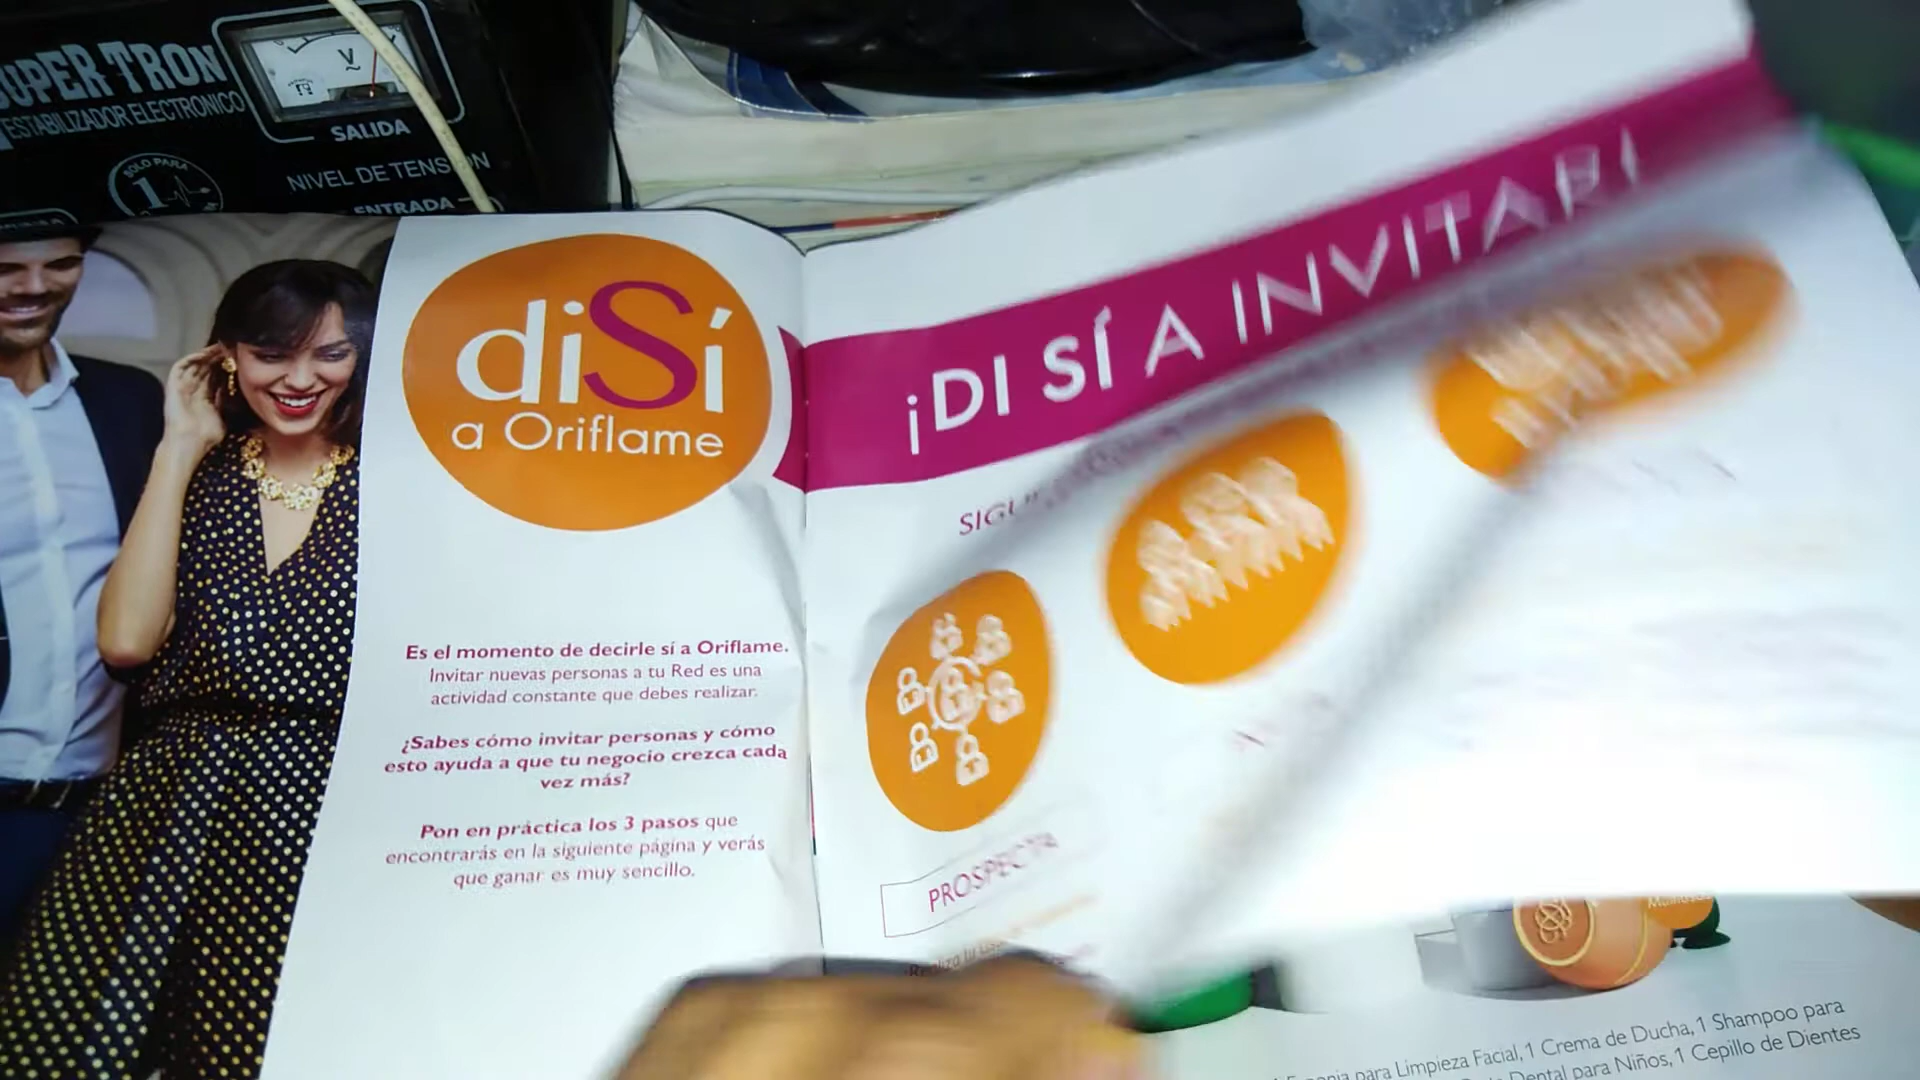 SUPER TRON
ESTABILIZADOR ELECTRONICO
V
SALIDA
NIVEL DE TENSION
ENTRADA
SOLO PARA
1
diSí
a Oriflame
Es el momento de decirle sí a Oriflame.
Invitar nuevas personas a tu Red es una
actividad constante que debes realizar.
¿Sabes cómo invitar personas y cómo
esto ayuda a que tu negocio crezca cada
vez más?
Pon en práctica los 3 pasos que
encontrarás en la siguiente página y verás
que ganar es muy sencillo.
¡DI SÍ A INVITAR!
PROSPECTA
para Limpieza Facial, 1 Crema de Ducha, 1 Shampoo para
Dental para Niños, 1 Cepillo de Dientes